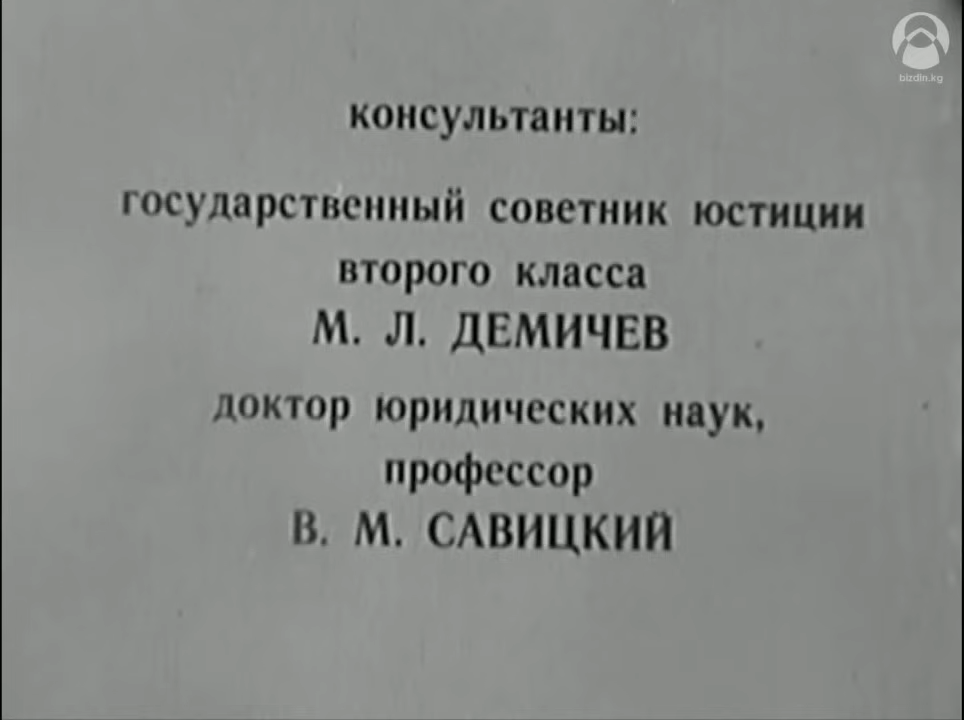 bizdin.kg
консультанты:
государственный советник юстиции
второго класса
М. Л. ДЕМИЧЕВ
доктор юридических наук,
профессор
В. М. САВИЦКИЙ